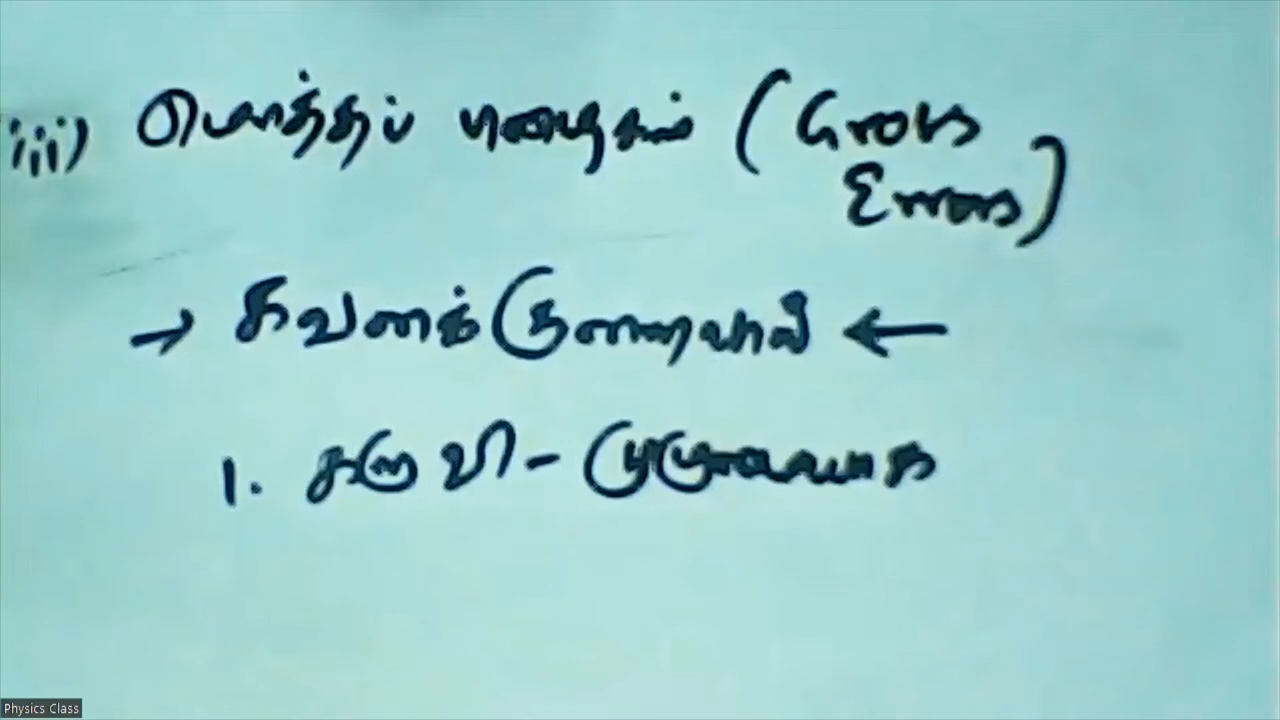 iii) மொத்தப் பிழைகள் (Gross
Errors)
→ கவனக்குறைவால் ←
1. கருவி - முழுமையாக
Physics Class